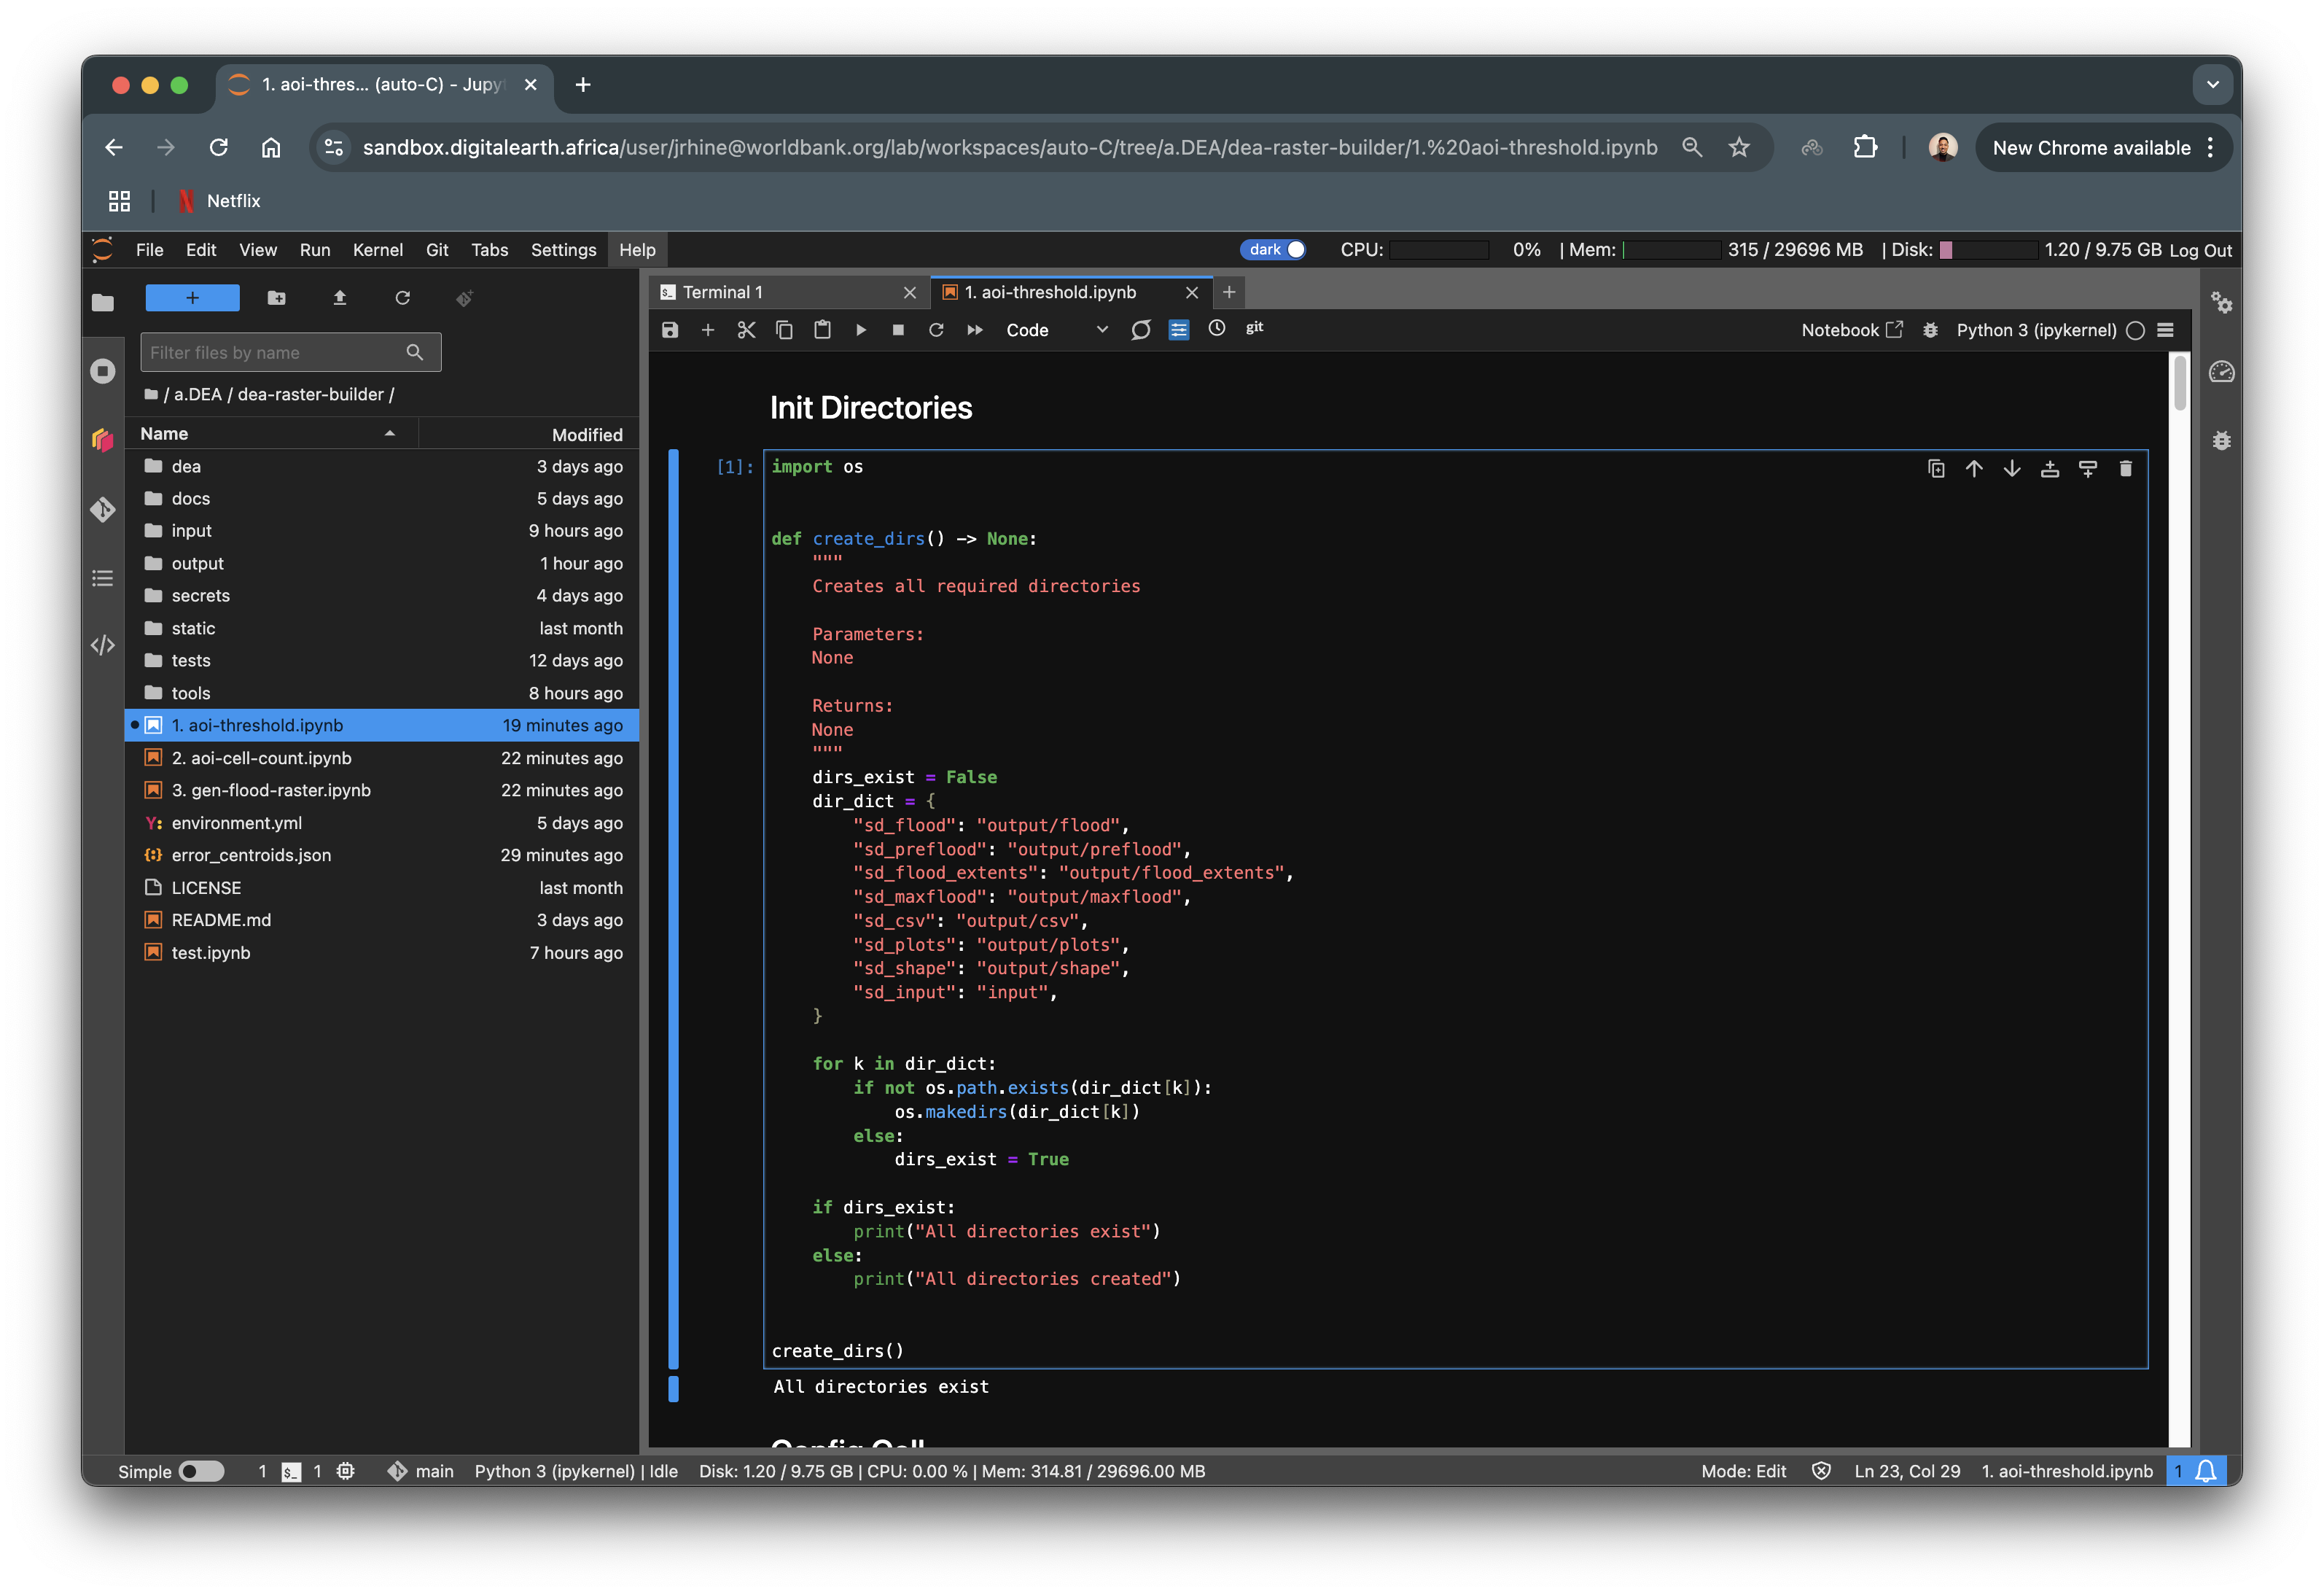 1. aoi-thres... (auto-C) - Jupyt
sandbox.digitalearth.africa/user/jrhine@worldbank.org/lab/workspaces/auto-C/tree/a.DEA/dea-raster-builder/1.%20aoi-threshold.ipynb
New Chrome available
Netflix
File Edit View Run Kernel Git Tabs Settings Help
dark CPU: 0% | Mem: 315 / 29696 MB | Disk: 1.20 / 9.75 GB Log Out
Terminal 1
1. aoi-threshold.ipynb
Code
git
Notebook
Python 3 (ipykernel)
Filter files by name
/ a.DEA / dea-raster-builder /
Name Modified
dea 3 days ago
docs 5 days ago
input 9 hours ago
output 1 hour ago
secrets 4 days ago
static last month
tests 12 days ago
tools 8 hours ago
1. aoi-threshold.ipynb 19 minutes ago
2. aoi-cell-count.ipynb 22 minutes ago
3. gen-flood-raster.ipynb 22 minutes ago
Y: environment.yml 5 days ago
{:} error_centroids.json 29 minutes ago
LICENSE last month
README.md 3 days ago
test.ipynb 7 hours ago
Init Directories
[1]: import os
def create_dirs() -> None:
"""
Creates all required directories
Parameters:
None
Returns:
None
"""
dirs_exist = False
dir_dict = {
"sd_flood": "output/flood",
"sd_preflood": "output/preflood",
"sd_flood_extents": "output/flood_extents",
"sd_maxflood": "output/maxflood",
"sd_csv": "output/csv",
"sd_plots": "output/plots",
"sd_shape": "output/shape",
"sd_input": "input",
}
for k in dir_dict:
if not os.path.exists(dir_dict[k]):
os.makedirs(dir_dict[k])
else:
dirs_exist = True
if dirs_exist:
print("All directories exist")
else:
print("All directories created")
create_dirs()
All directories exist
Config Cell
Simple 1 $_ 1 main Python 3 (ipykernel) | Idle Disk: 1.20 / 9.75 GB | CPU: 0.00 % | Mem: 314.81 / 29696.00 MB
Mode: Edit Ln 23, Col 29 1. aoi-threshold.ipynb 1